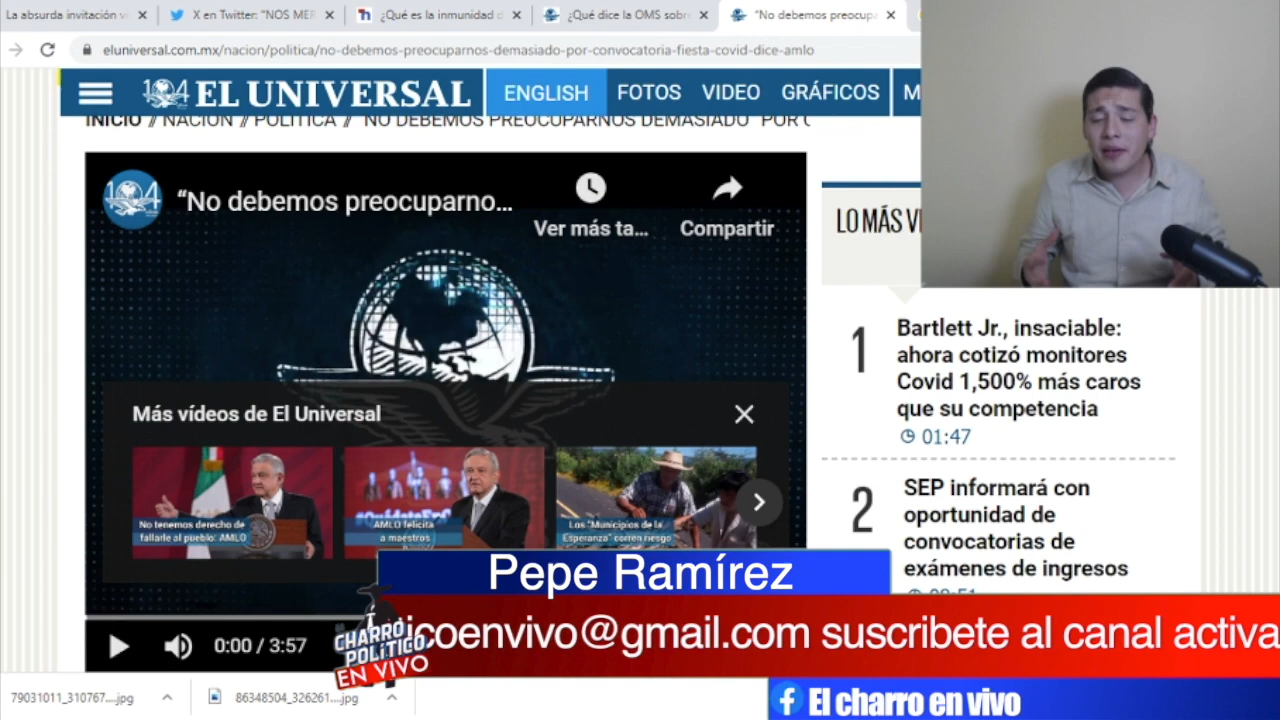 La absurda invitación v
X en Twitter: "NOS MER
¿Qué es la inmunidad d
¿Qué dice la OMS sobre
"No debemos preocupa
eluniversal.com.mx/nacion/politica/no-debemos-preocuparnos-demasiado-por-convocatoria-fiesta-covid-dice-amlo
104 EL UNIVERSAL
ENGLISH
FOTOS
VIDEO
GRÁFICOS
M
INICIO / NACIÓN / POLÍTICA / "NO DEBEMOS PREOCUPARNOS DEMASIADO" POR C
104
“No debemos preocuparno...
Ver más ta...
Compartir
Más vídeos de El Universal
No tenemos derecho de
fallarle al pueblo: AMLO
AMLO felicita
a maestros
Los "Municipios de la
Esperanza" corren riesgo
0:00 / 3:57
LO MÁS VI
1
Bartlett Jr., insaciable:
ahora cotizó monitores
Covid 1,500% más caros
que su competencia
01:47
2
SEP informará con
oportunidad de
convocatorias de
exámenes de ingresos
Pepe Ramírez
icoenvivo@gmail.com suscribete al canal activa
CHARRO
POLÍTICO
EN VIVO
El charro en vivo
79031011_310767....jpg
86348504_326261....jpg